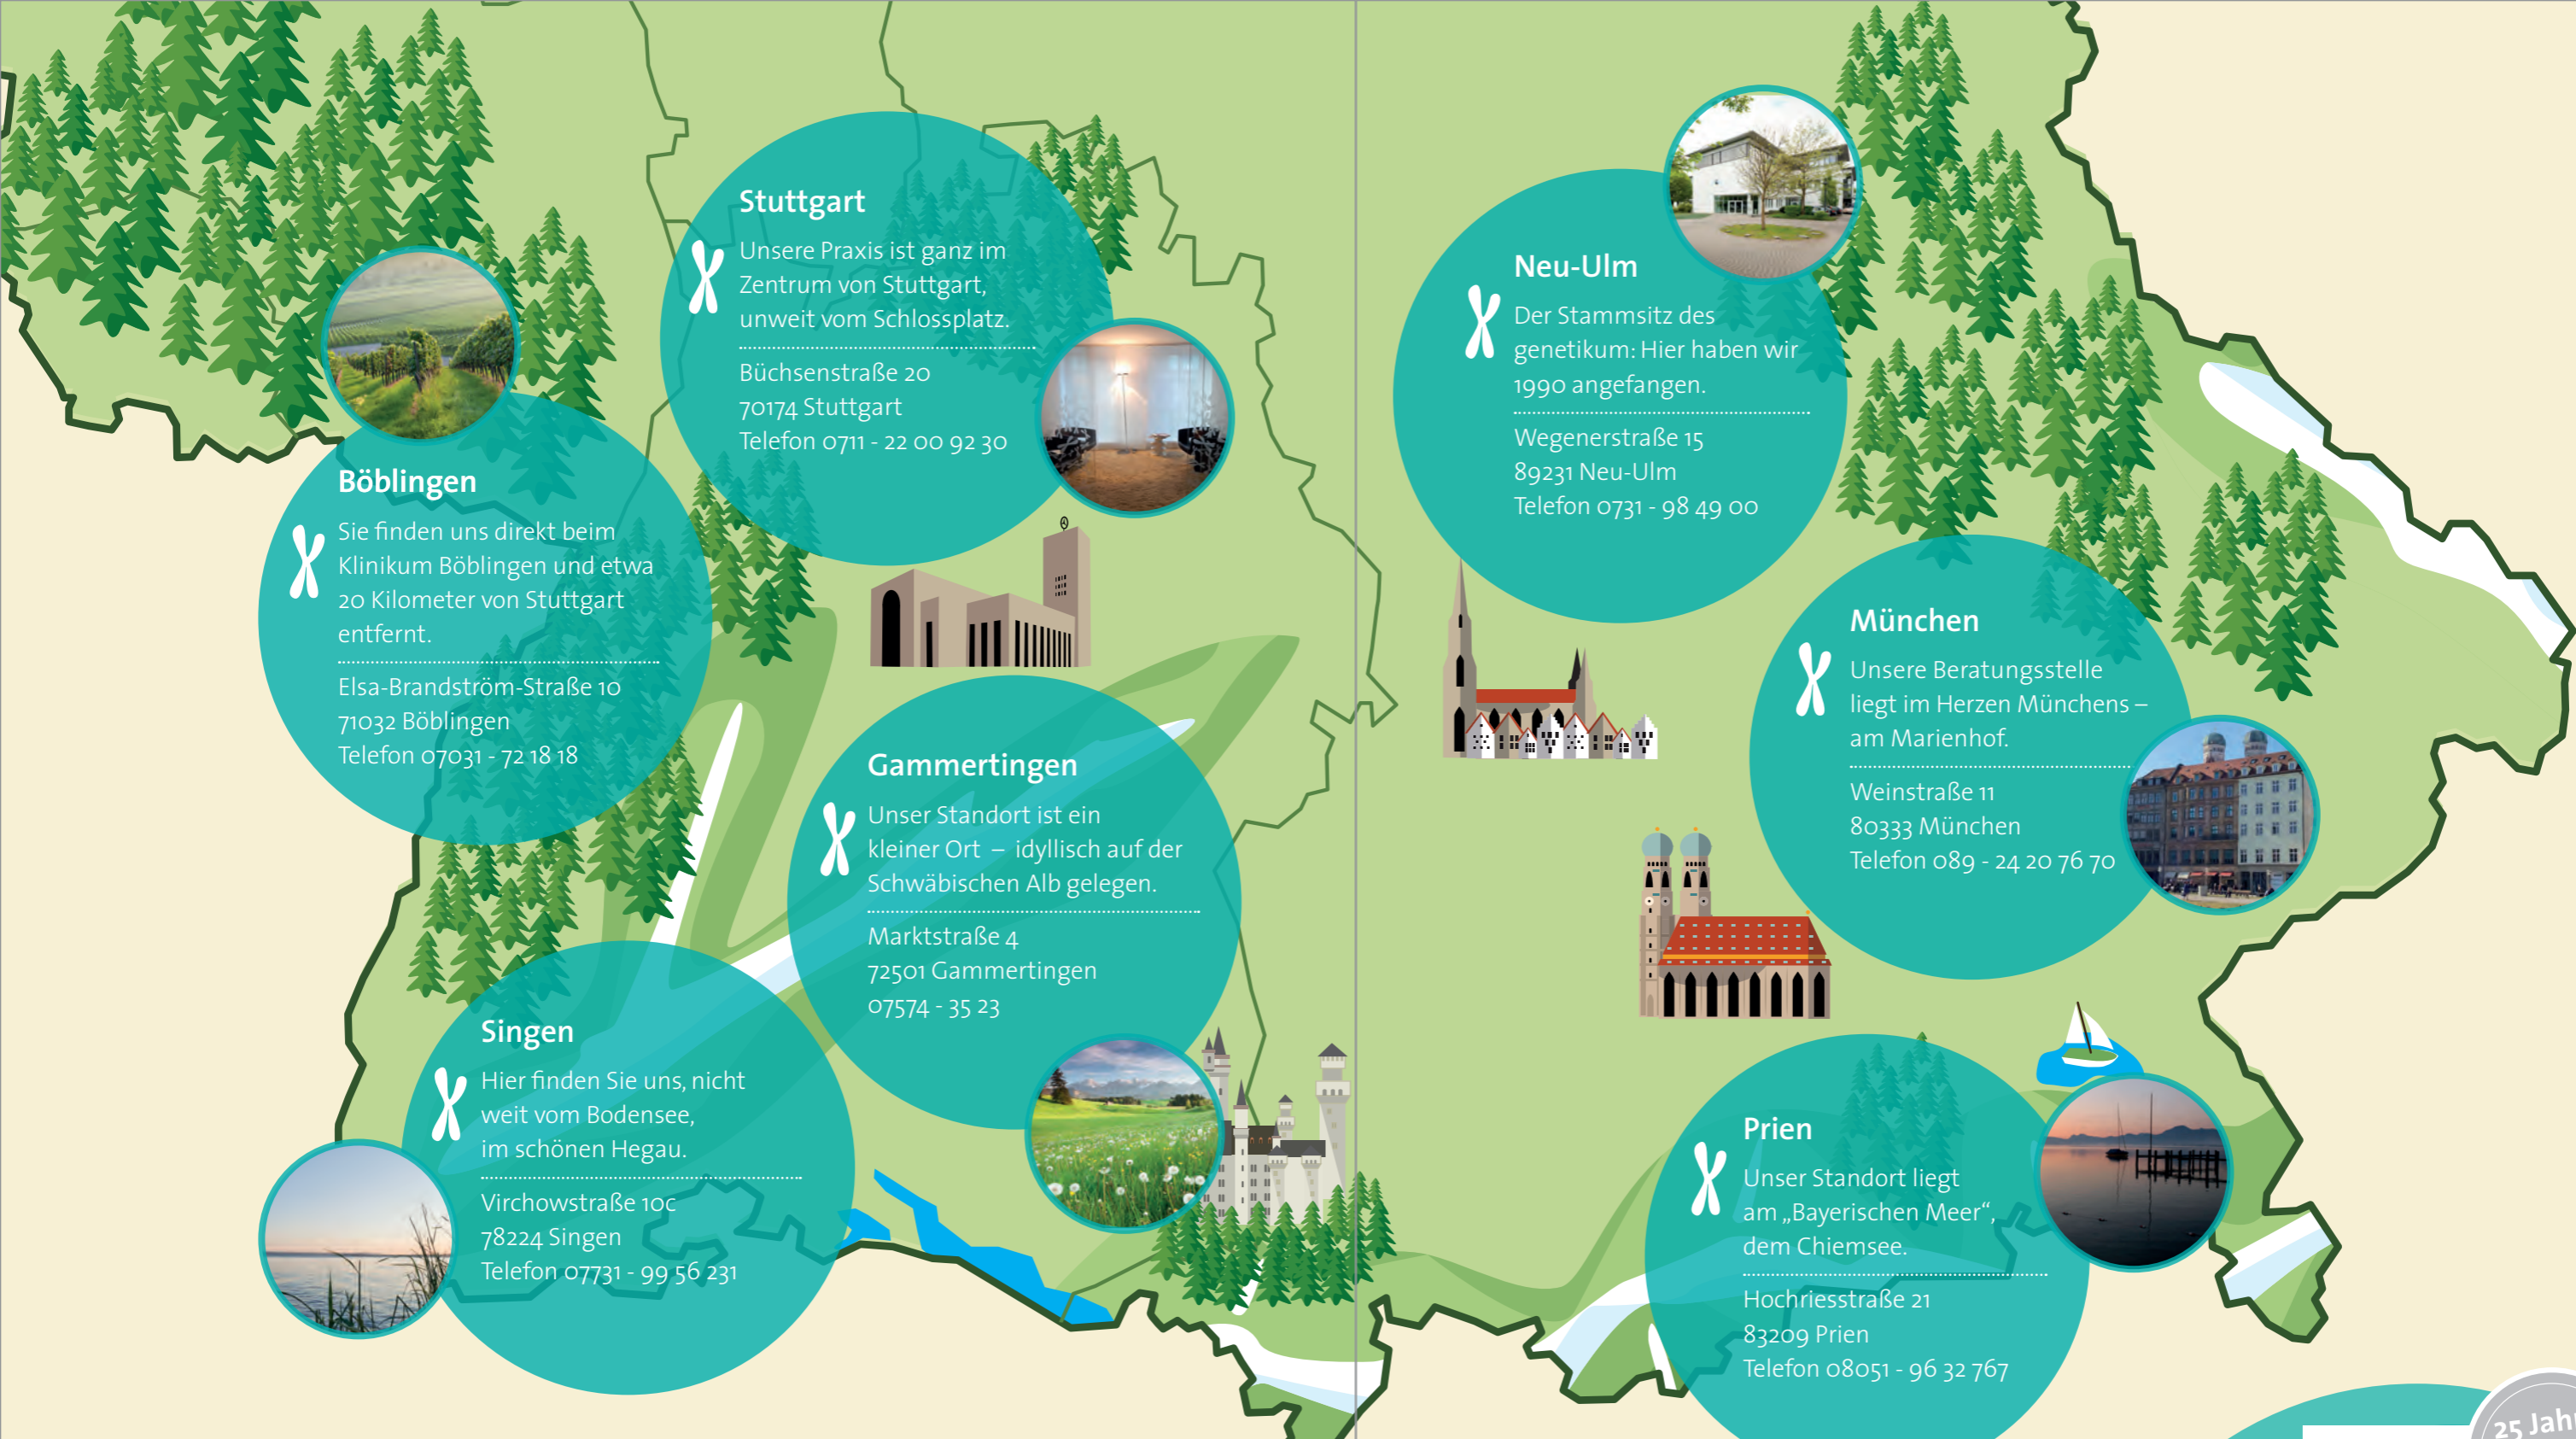 Stuttgart
Unsere Praxis ist ganz im
Zentrum von Stuttgart,
unweit vom Schlossplatz.
Büchsenstraße 20
70174 Stuttgart
Telefon 0711 - 22 00 92 30
Böblingen
Sie finden uns direkt beim
Klinikum Böblingen und etwa
20 Kilometer von Stuttgart
entfernt.
Elsa-Brandström-Straße 10
71032 Böblingen
Telefon 07031 - 72 18 18
Gammertingen
Unser Standort ist ein
kleiner Ort – idyllisch auf der
Schwäbischen Alb gelegen.
Marktstraße 4
72501 Gammertingen
07574 - 35 23
Singen
Hier finden Sie uns, nicht
weit vom Bodensee,
im schönen Hegau.
Virchowstraße 10c
78224 Singen
Telefon 07731 - 99 56 231
Neu-Ulm
Der Stammsitz des
genetikum: Hier haben wir
1990 angefangen.
Wegenerstraße 15
89231 Neu-Ulm
Telefon 0731 - 98 49 00
München
Unsere Beratungsstelle
liegt im Herzen Münchens –
am Marienhof.
Weinstraße 11
80333 München
Telefon 089 - 24 20 76 70
Prien
Unser Standort liegt
am „Bayerischen Meer“,
dem Chiemsee.
Hochriesstraße 21
83209 Prien
Telefon 08051 - 96 32 767
25 Jah